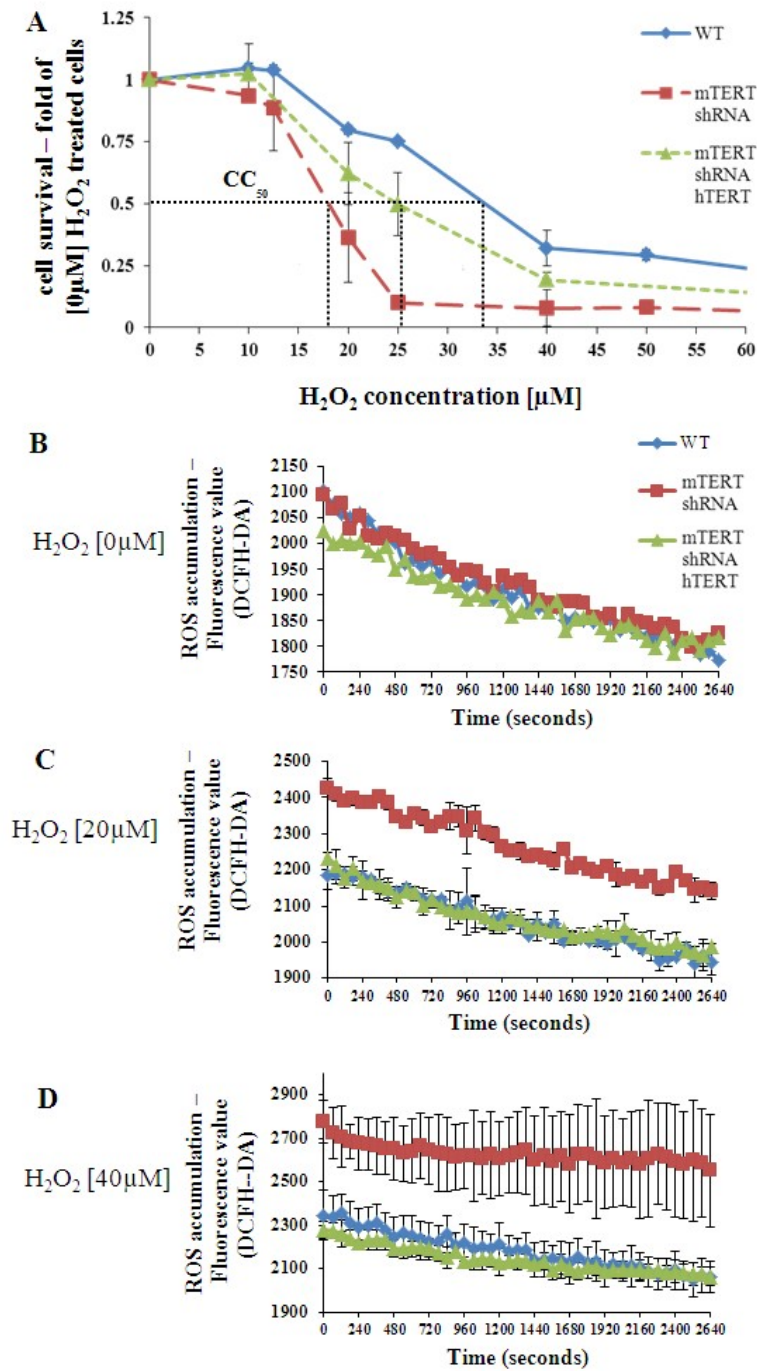 A
cell survival – fold of
[0µM] H₂O₂ treated cells
1.25
1
0.75
0.5
0.25
0
CC₅₀
0 5 10 15 20 25 30 35 40 45 50 55 60
H₂O₂ concentration [µM]
WT
mTERT
shRNA
mTERT
shRNA
hTERT
B
H₂O₂ [0µM]
ROS accumulation –
Fluorescence value
(DCFH-DA)
2150
2100
2050
2000
1950
1900
1850
1800
1750
0 240 480 720 960 1200 1440 1680 1920 2160 2400 2640
Time (seconds)
WT
mTERT
shRNA
mTERT
shRNA
hTERT
C
H₂O₂ [20µM]
ROS accumulation –
Fluorescence value
(DCFH-DA)
2500
2400
2300
2200
2100
2000
1900
0 240 480 720 960 1200 1440 1680 1920 2160 2400 2640
Time (seconds)
D
H₂O₂ [40µM]
ROS accumulation –
Fluorescence value
(DCFH-DA)
2900
2700
2500
2300
2100
1900
0 240 480 720 960 1200 1440 1680 1920 2160 2400 2640
Time (seconds)